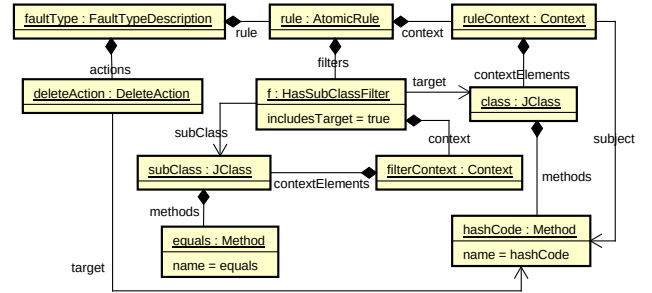 faultType : FaultTypeDescription
rule
rule : AtomicRule
context
ruleContext : Context
actions
filters
contextElements
deleteAction : DeleteAction
f : HasSubClassFilter
includesTarget = true
target
class : JClass
subClass
context
subject
subClass : JClass
contextElements
filterContext : Context
methods
methods
equals : Method
name = equals
hashCode : Method
name = hashCode
target